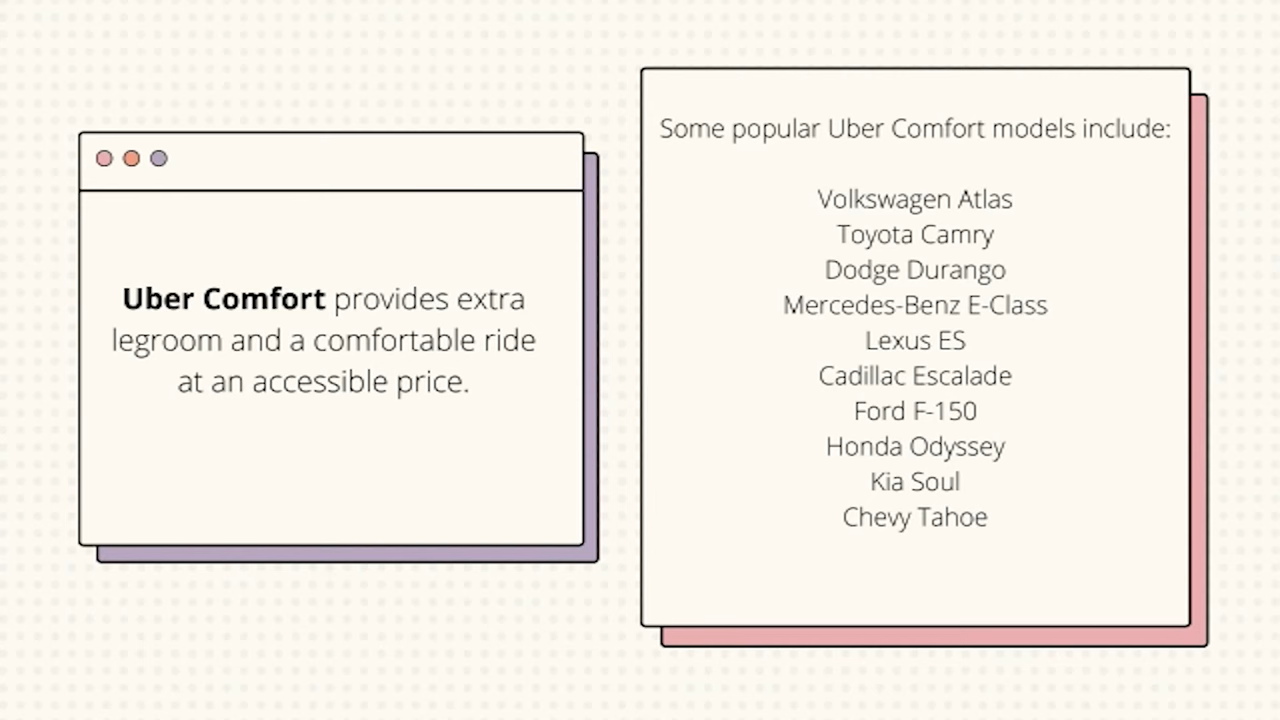 Uber Comfort provides extra
legroom and a comfortable ride
at an accessible price.
Some popular Uber Comfort models include:
Volkswagen Atlas
Toyota Camry
Dodge Durango
Mercedes-Benz E-Class
Lexus ES
Cadillac Escalade
Ford F-150
Honda Odyssey
Kia Soul
Chevy Tahoe